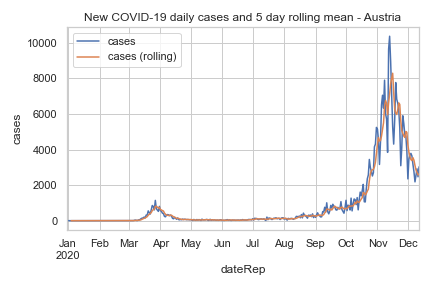 New COVID-19 daily cases and 5 day rolling mean - Austria
cases
cases (rolling)
10000
8000
6000
4000
2000
0
cases
Jan Feb Mar Apr May Jun Jul Aug Sep Oct Nov Dec
2020
dateRep